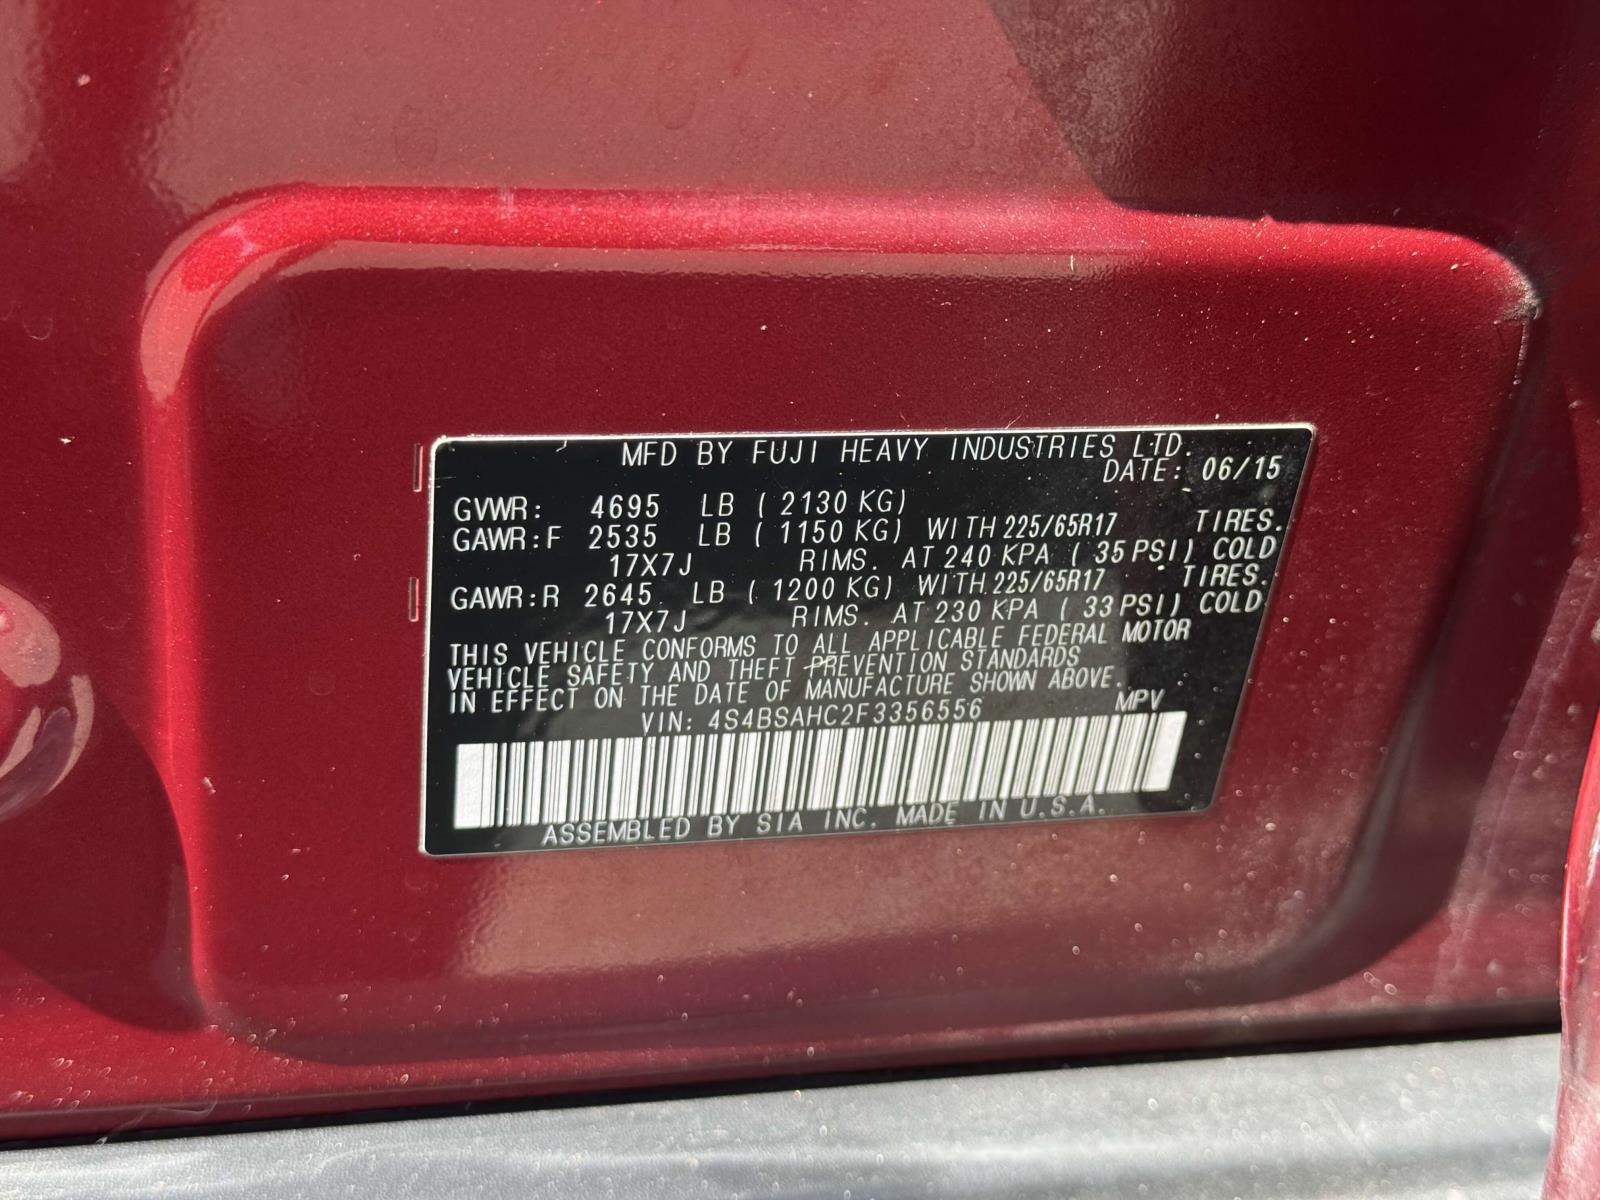 MFD BY FUJI HEAVY INDUSTRIES LTD.
DATE: 06/15
GVWR: 4695 LB ( 2130 KG)
GAWR:F 2535 LB ( 1150 KG) WITH 225/65R17 TIRES.
17X7J RIMS. AT 240 KPA ( 35 PSI) COLD
GAWR:R 2645 LB ( 1200 KG) WITH 225/65R17 TIRES.
17X7J RIMS. AT 230 KPA ( 33 PSI) COLD
THIS VEHICLE CONFORMS TO ALL APPLICABLE FEDERAL MOTOR
VEHICLE SAFETY AND THEFT PREVENTION STANDARDS
IN EFFECT ON THE DATE OF MANUFACTURE SHOWN ABOVE.
VIN: 4S4BSAHC2F3356556 MPV
ASSEMBLED BY SIA INC. MADE IN U.S.A.